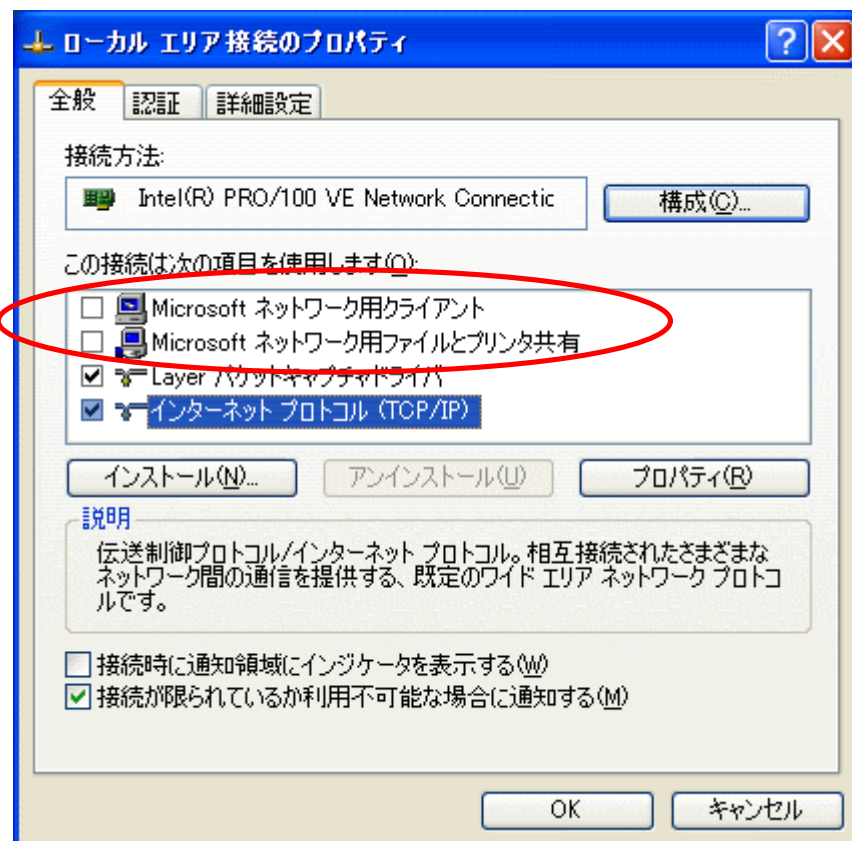 ローカル エリア接続のプロパティ
全般 認証 詳細設定
接続方法:
Intel(R) PRO/100 VE Network Connectic 構成(C)...
この接続は次の項目を使用します(O):
Microsoft ネットワーク用クライアント
Microsoft ネットワーク用ファイルとプリンタ共有
Layer パケットキャプチャドライバ
インターネット プロトコル (TCP/IP)
インストール(N)... アンインストール(U) プロパティ(R)
説明
伝送制御プロトコル/インターネット プロトコル。相互接続されたさまざまな
ネットワーク間の通信を提供する、既定のワイド エリア ネットワーク プロトコ
ルです。
接続時に通知領域にインジケータを表示する(W)
接続が限られているか利用不可能な場合に通知する(M)
OK キャンセル